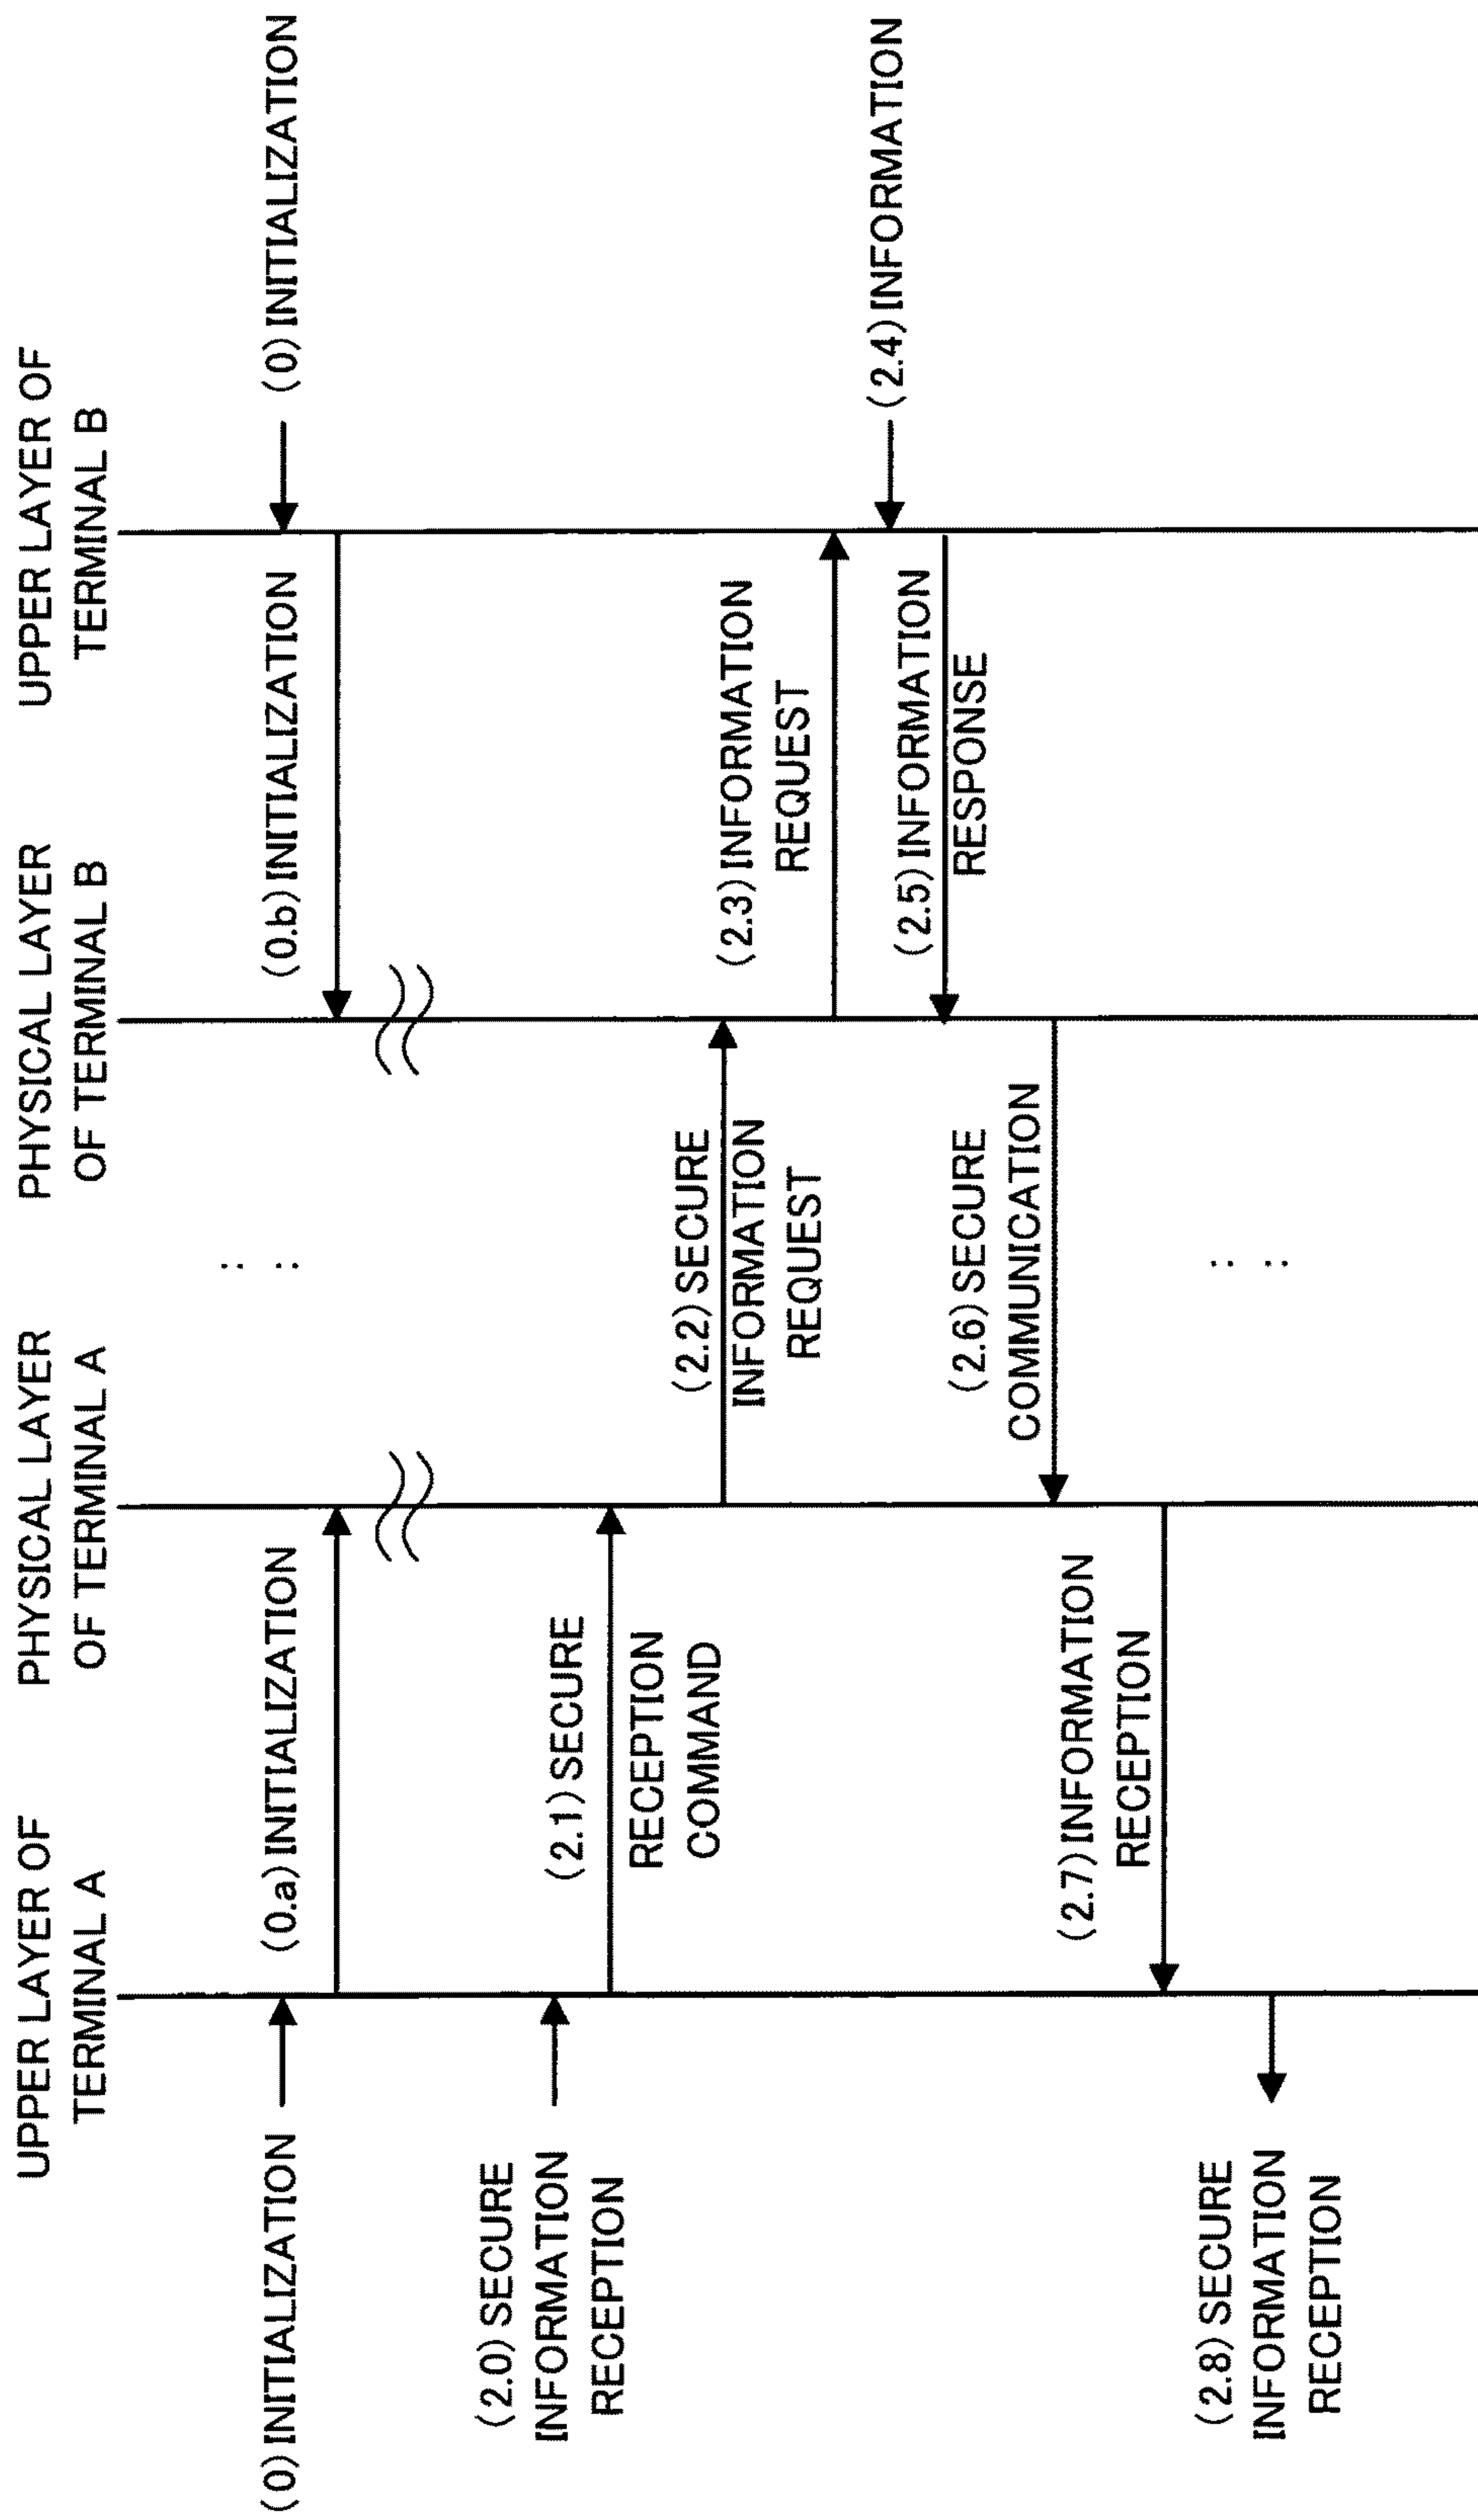 UPPER LAYER OF
TERMINAL A
PHYSICAL LAYER
OF TERMINAL A
PHYSICAL LAYER
OF TERMINAL B
UPPER LAYER OF
TERMINAL B
(0) INITIALIZATION
(0.a) INITIALIZATION
(0.b) INITIALIZATION
(0) INITIALIZATION
(2.0) SECURE
INFORMATION
RECEPTION
(2.1) SECURE
RECEPTION
COMMAND
(2.2) SECURE
INFORMATION
REQUEST
(2.3) INFORMATION
REQUEST
(2.4) INFORMATION
(2.5) INFORMATION
RESPONSE
(2.6) SECURE
COMMUNICATION
(2.7) INFORMATION
RECEPTION
(2.8) SECURE
INFORMATION
RECEPTION